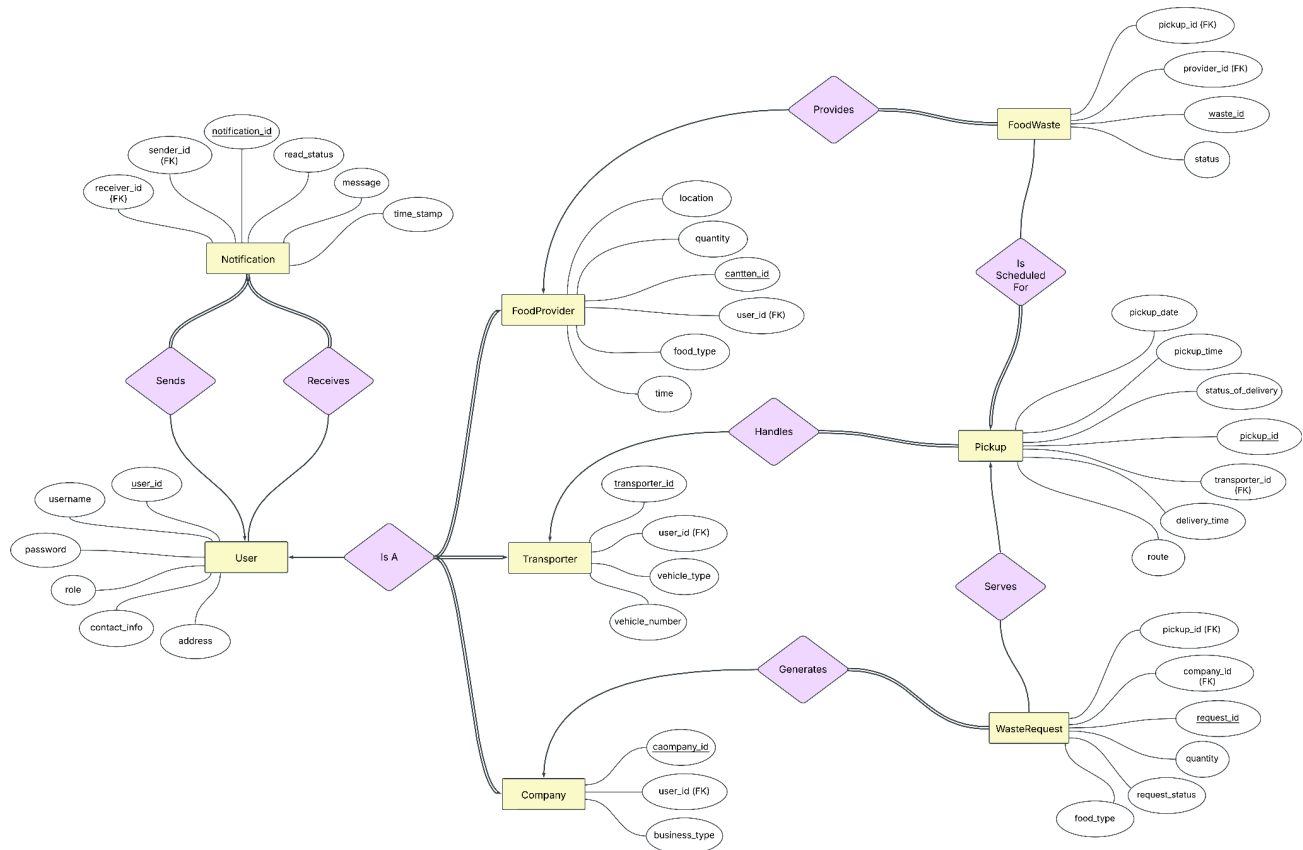 pickup_id (FK)
provider_id (FK)
waste_id
status
FoodWaste
Provides
notification_id
sender_id
(FK)
read_status
receiver_id
(FK)
message
time_stamp
Notification
location
quantity
cantten_id
user_id (FK)
food_type
time
FoodProvider
Is
Scheduled
For
Sends
Receives
pickup_date
pickup_time
status_of_delivery
pickup_id
transporter_id
(FK)
delivery_time
route
Pickup
Handles
user_id
username
password
role
contact_info
address
User
Is A
transporter_id
user_id (FK)
vehicle_type
vehicle_number
Transporter
Serves
Generates
pickup_id (FK)
company_id
(FK)
request_id
quantity
request_status
food_type
WasteRequest
caompany_id
user_id (FK)
business_type
Company